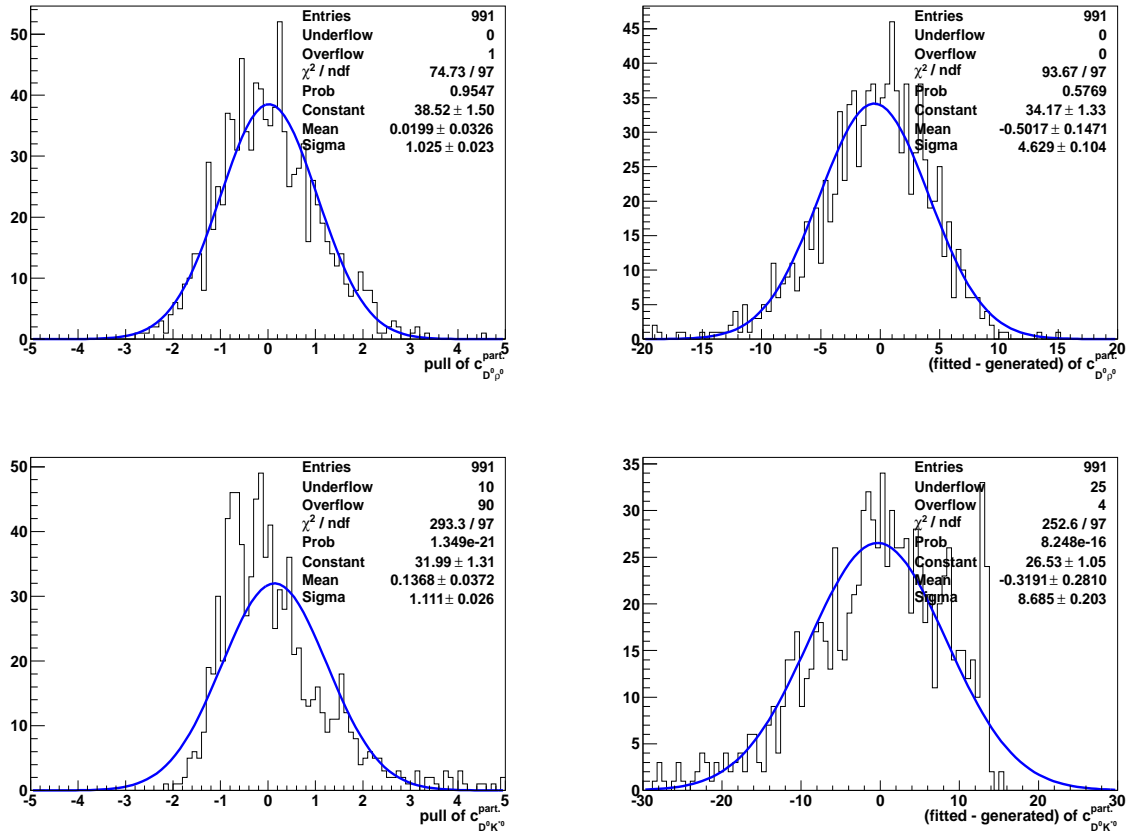 Entries 991
Underflow 0
Overflow 1
χ² / ndf 74.73 / 97
Prob 0.9547
Constant 38.52 ± 1.50
Mean 0.0199 ± 0.0326
Sigma 1.025 ± 0.023
50
40
30
20
10
0
-5 -4 -3 -2 -1 0 1 2 3 4 5
pull of c^{part.}_{D⁰ρ⁰}
Entries 991
Underflow 0
Overflow 0
χ² / ndf 93.67 / 97
Prob 0.5769
Constant 34.17 ± 1.33
Mean -0.5017 ± 0.1471
Sigma 4.629 ± 0.104
45
40
35
30
25
20
15
10
5
0
-20 -15 -10 -5 0 5 10 15 20
(fitted - generated) of c^{part.}_{D⁰ρ⁰}
Entries 991
Underflow 10
Overflow 90
χ² / ndf 293.3 / 97
Prob 1.349e-21
Constant 31.99 ± 1.31
Mean 0.1368 ± 0.0372
Sigma 1.111 ± 0.026
50
40
30
20
10
0
-5 -4 -3 -2 -1 0 1 2 3 4 5
pull of c^{part.}_{D⁰K*⁰}
Entries 991
Underflow 25
Overflow 4
χ² / ndf 252.6 / 97
Prob 8.248e-16
Constant 26.53 ± 1.05
Mean -0.3191 ± 0.2810
Sigma 8.685 ± 0.203
35
30
25
20
15
10
5
0
-30 -20 -10 0 10 20 30
(fitted - generated) of c^{part.}_{D⁰K*⁰}